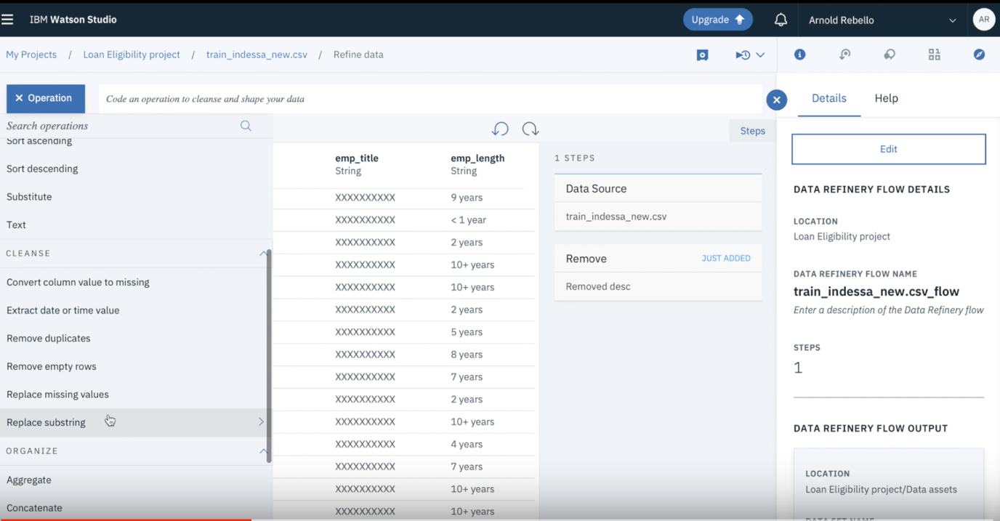 IBM Watson Studio
Upgrade
Arnold Rebello
AR
My Projects / Loan Eligibility project / train_indessa_new.csv / Refine data
× Operation
Code an operation to cleanse and shape your data
Search operations
Sort ascending
Sort descending
Substitute
Text
CLEANSE
Convert column value to missing
Extract date or time value
Remove duplicates
Remove empty rows
Replace missing values
Replace substring
ORGANIZE
Aggregate
Concatenate
emp_title emp_length
String String
XXXXXXXXXX 9 years
XXXXXXXXXX < 1 year
XXXXXXXXXX 2 years
XXXXXXXXXX 10+ years
XXXXXXXXXX 10+ years
XXXXXXXXXX 2 years
XXXXXXXXXX 5 years
XXXXXXXXXX 8 years
XXXXXXXXXX 7 years
XXXXXXXXXX 2 years
XXXXXXXXXX 10+ years
XXXXXXXXXX 4 years
XXXXXXXXXX 7 years
XXXXXXXXXX 10+ years
XXXXXXXXXX 10+ years
Steps
1 STEPS
Data Source
train_indessa_new.csv
Remove JUST ADDED
Removed desc
Details Help
Edit
DATA REFINERY FLOW DETAILS
LOCATION
Loan Eligibility project
DATA REFINERY FLOW NAME
train_indessa_new.csv_flow
Enter a description of the Data Refinery flow
STEPS
1
DATA REFINERY FLOW OUTPUT
LOCATION
Loan Eligibility project/Data assets
DATA SET NAME